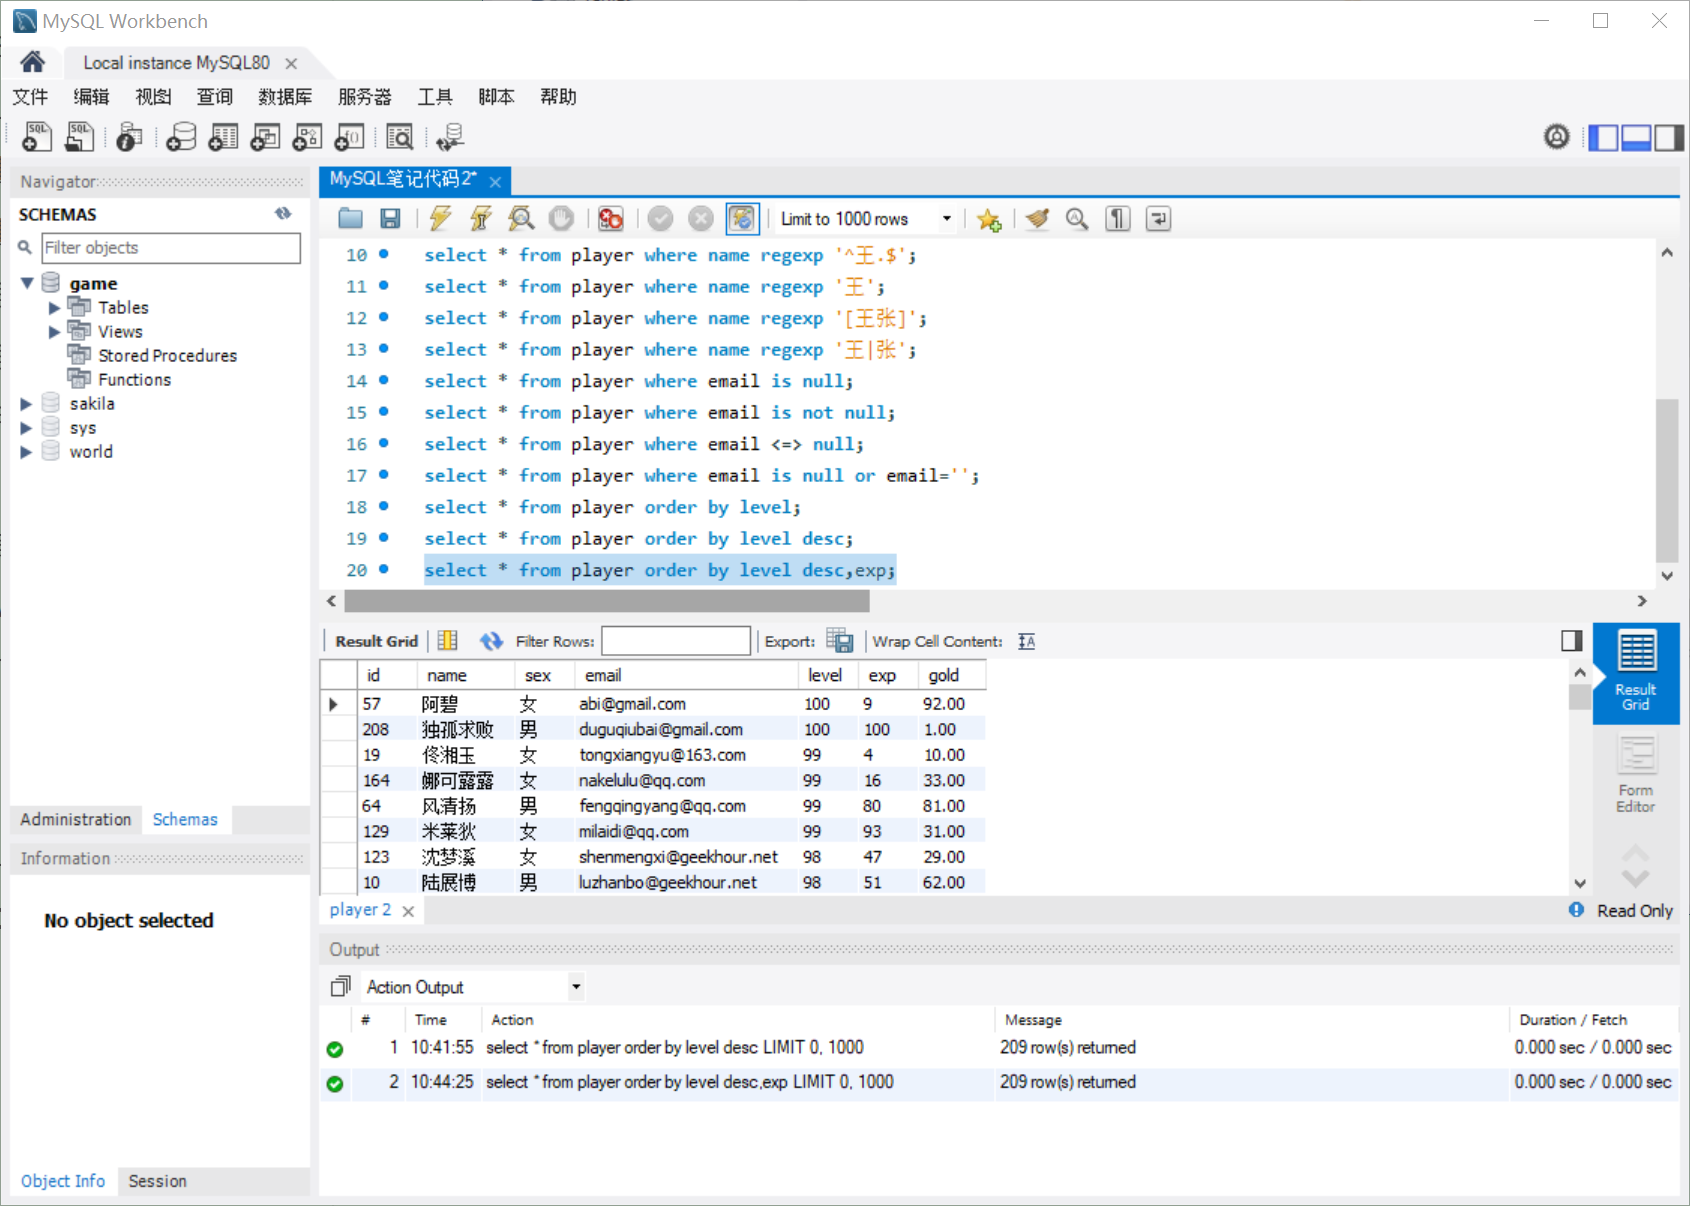 MySQL Workbench
Local instance MySQL80
文件 编辑 视图 查询 数据库 服务器 工具 脚本 帮助
Navigator
SCHEMAS
Filter objects
game
Tables
Views
Stored Procedures
Functions
sakila
sys
world
Administration Schemas
Information
No object selected
Object Info Session
MySQL笔记代码2*
Limit to 1000 rows
10 select * from player where name regexp '^王.$';
11 select * from player where name regexp '王';
12 select * from player where name regexp '[王张]';
13 select * from player where name regexp '王|张';
14 select * from player where email is null;
15 select * from player where email is not null;
16 select * from player where email <=> null;
17 select * from player where email is null or email='';
18 select * from player order by level;
19 select * from player order by level desc;
20 select * from player order by level desc,exp;
Result Grid Filter Rows: Export: Wrap Cell Content:
id name sex email level exp gold
57 阿碧 女 abi@gmail.com 100 9 92.00
208 独孤求败 男 duguqiubai@gmail.com 100 100 1.00
19 佟湘玉 女 tongxiangyu@163.com 99 4 10.00
164 娜可露露 女 nakelulu@qq.com 99 16 33.00
64 风清扬 男 fengqingyang@qq.com 99 80 81.00
129 米莱狄 女 milaidi@qq.com 99 93 31.00
123 沈梦溪 女 shenmengxi@geekhour.net 98 47 29.00
10 陆展博 男 luzhanbo@geekhour.net 98 51 62.00
Result
Grid
Form
Editor
player 2
Read Only
Output
Action Output
# Time Action Message Duration / Fetch
1 10:41:55 select * from player order by level desc LIMIT 0, 1000 209 row(s) returned 0.000 sec / 0.000 sec
2 10:44:25 select * from player order by level desc,exp LIMIT 0, 1000 209 row(s) returned 0.000 sec / 0.000 sec